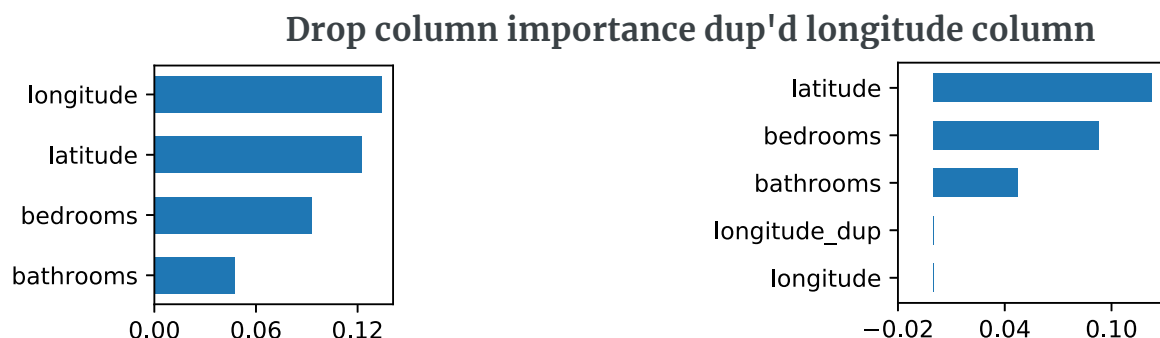 Drop column importance dup'd longitude column
longitude
latitude
bedrooms
bathrooms
0.00 0.06 0.12
latitude
bedrooms
bathrooms
longitude_dup
longitude
−0.02 0.04 0.10